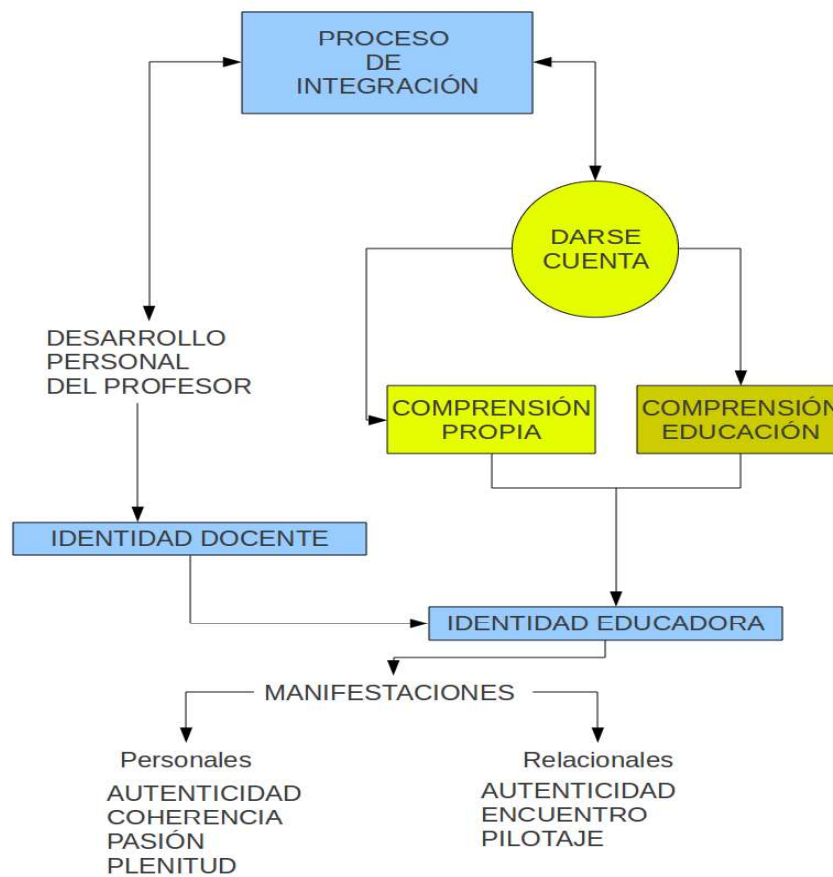 PROCESO
DE
INTEGRACIÓN
DARSE
CUENTA
DESARROLLO
PERSONAL
DEL PROFESOR
COMPRENSIÓN
PROPIA
COMPRENSIÓN
EDUCACIÓN
IDENTIDAD DOCENTE
IDENTIDAD EDUCADORA
MANIFESTACIONES
Personales
AUTENTICIDAD
COHERENCIA
PASIÓN
PLENITUD
Relacionales
AUTENTICIDAD
ENCUENTRO
PILOTAJE